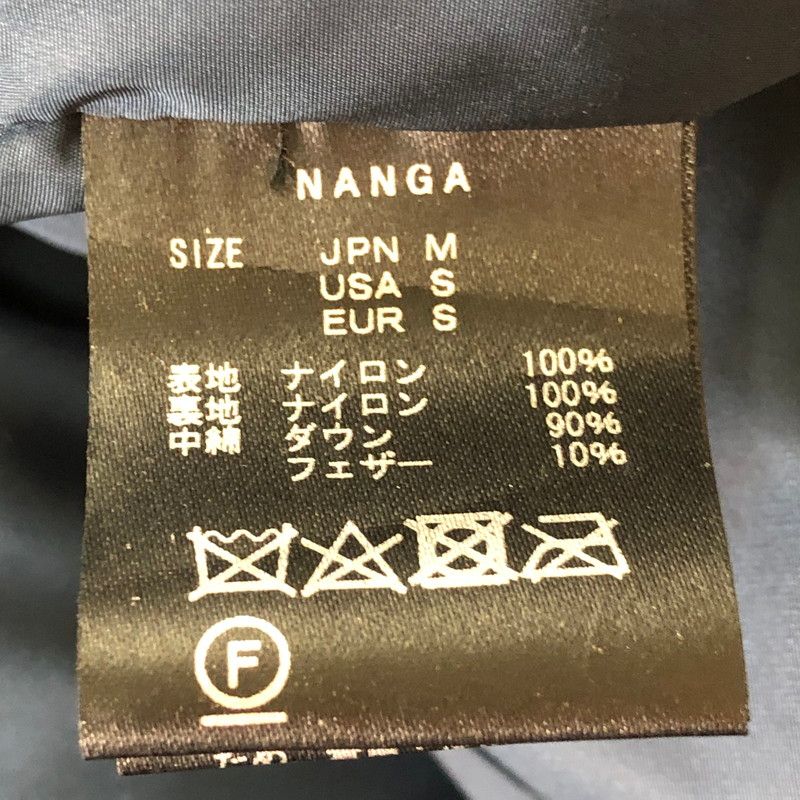 NANGA
SIZE JPN M
USA S
EUR S
表地 ナイロン 100%
裏地 ナイロン 100%
中綿 ダウン 90%
フェザー 10%
F